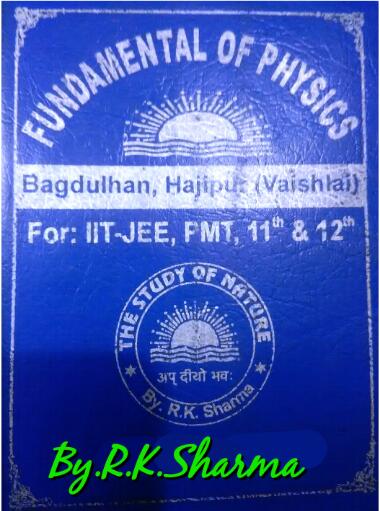 FUNDAMENTAL OF PHYSICS
Bagdulhan, Hajipur (Vaishlai)
For: IIT-JEE, PMT, 11th & 12th
THE STUDY OF NATURE
अप् दीथो भवः
By. R.K. Sharma
By.R.K.Sharma